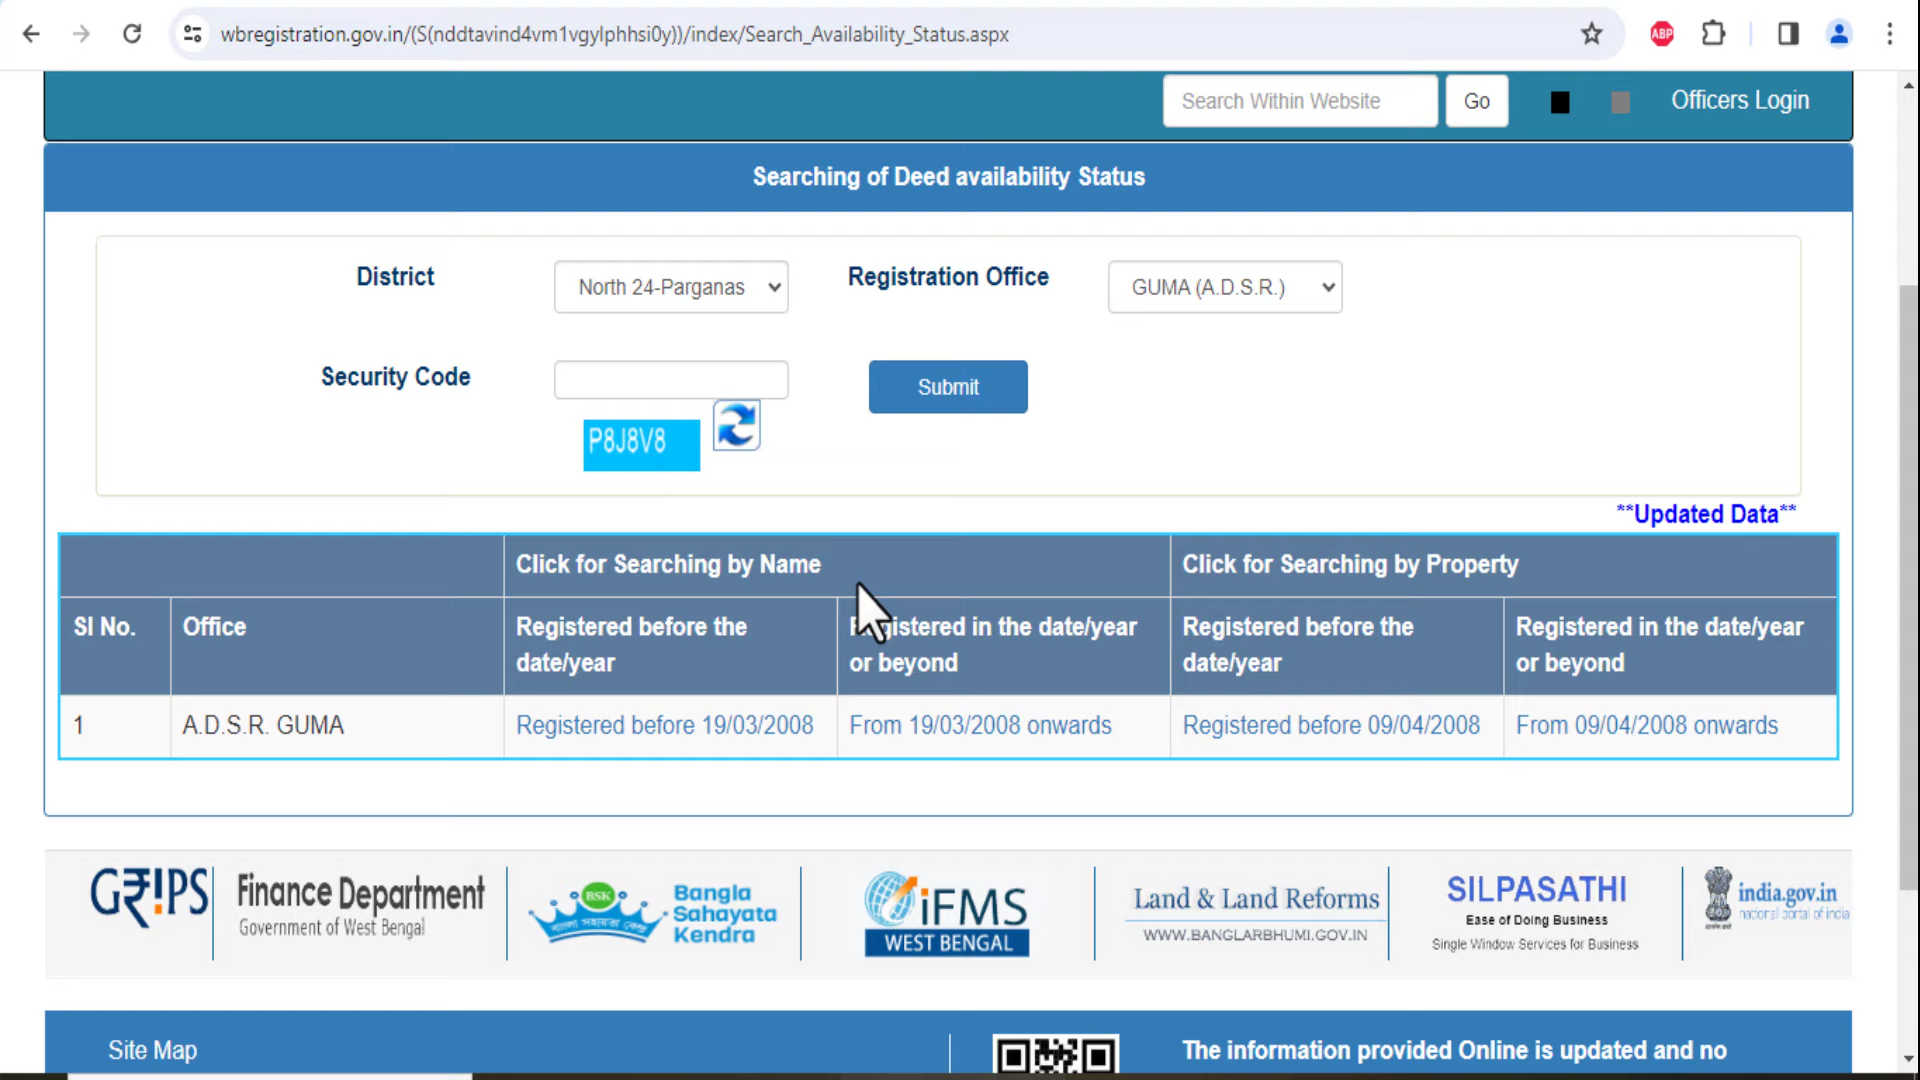 wbregistration.gov.in/(S(nddtavind4vm1vgylphhsi0y))/index/Search_Availability_Status.aspx
ABP
Search Within Website
Go
Officers Login
Searching of Deed availability Status
District
North 24-Parganas
Registration Office
GUMA (A.D.S.R.)
Security Code
Submit
P8J8V8
**Updated Data**
Click for Searching by Name
Click for Searching by Property
Sl No.
Office
Registered before the date/year
Registered in the date/year or beyond
Registered before the date/year
Registered in the date/year or beyond
1
A.D.S.R. GUMA
Registered before 19/03/2008
From 19/03/2008 onwards
Registered before 09/04/2008
From 09/04/2008 onwards
GR!PS
Finance Department
Government of West Bengal
BSK
বাংলা সহায়তা কেন্দ্র
Bangla
Sahayata
Kendra
iFMS
WEST BENGAL
Land & Land Reforms
WWW.BANGLARBHUMI.GOV.IN
SILPASATHI
Ease of Doing Business
Single Window Services for Business
india.gov.in
national portal of india
Site Map
The information provided Online is updated and no